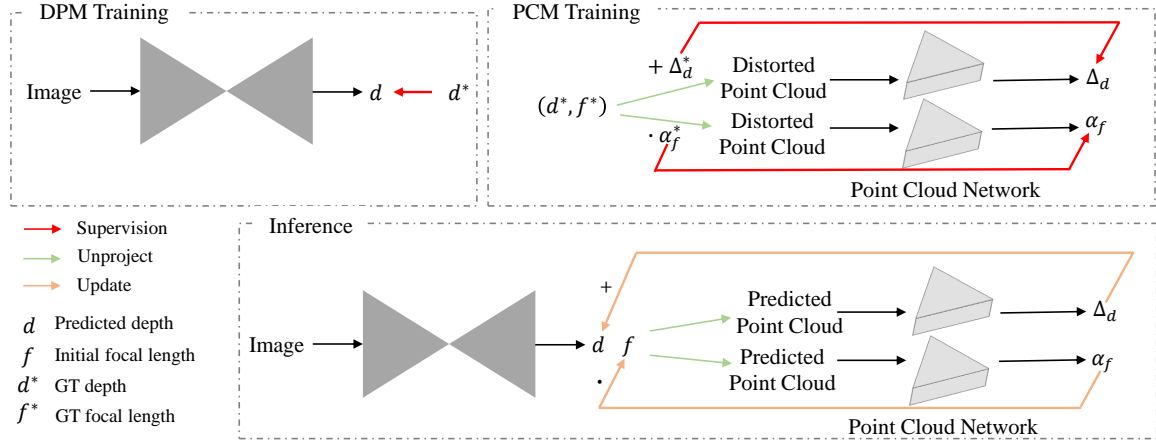 DPM Training
Image
d
d*
PCM Training
(d*, f*)
+ Δ_d^*
· α_f^*
Distorted
Point Cloud
Distorted
Point Cloud
Δ_d
α_f
Point Cloud Network
Supervision
Unproject
Update
d Predicted depth
f Initial focal length
d* GT depth
f* GT focal length
Inference
Image
d f
+
·
Predicted
Point Cloud
Predicted
Point Cloud
Δ_d
α_f
Point Cloud Network